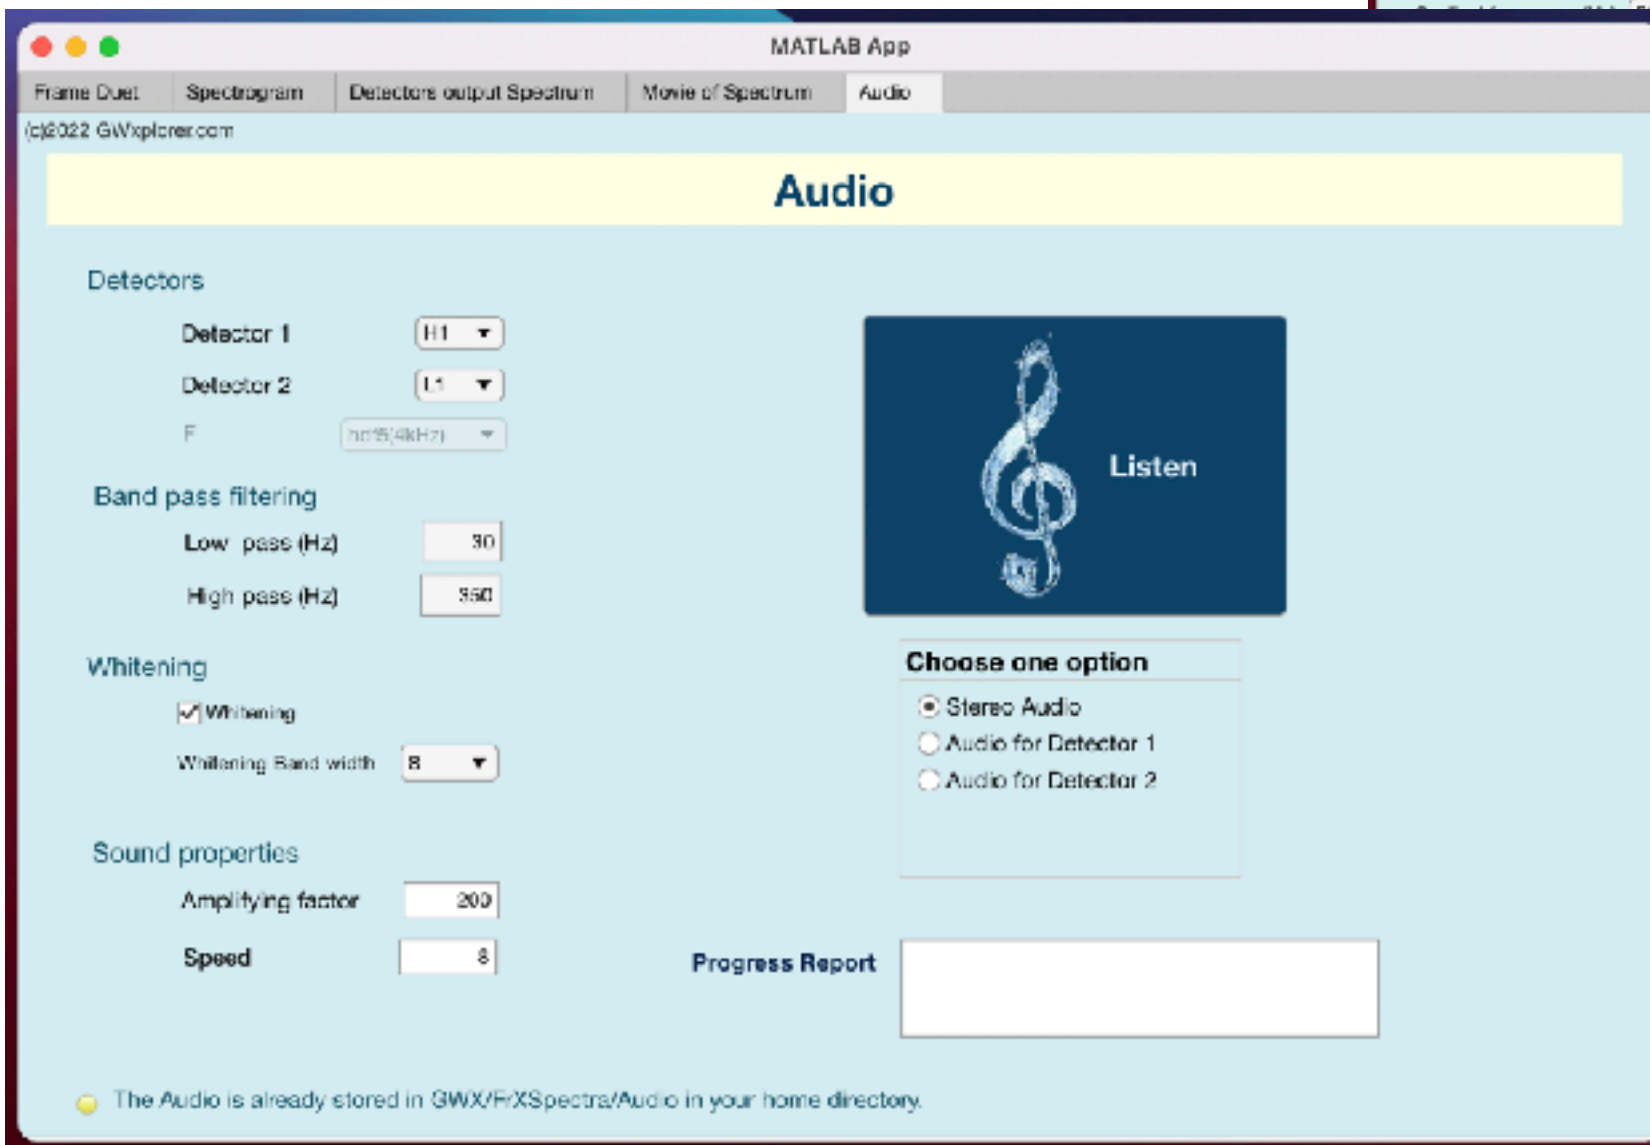 MATLAB App
Frame Duet Spectrogram Detectors output Spectrum Movie of Spectrum Audio
(c)2022 GWxplorer.com
Audio
Detectors
Detector 1 H1
Detector 2 L1
F hdf5(4kHz)
Band pass filtering
Low pass (Hz) 30
High pass (Hz) 350
Whitening
Whitening
Whitening Band width 8
Sound properties
Amplifying factor 200
Speed 8
Listen
Choose one option
Stereo Audio
Audio for Detector 1
Audio for Detector 2
Progress Report
The Audio is already stored in GWX/FrXSpectra/Audio in your home directory.